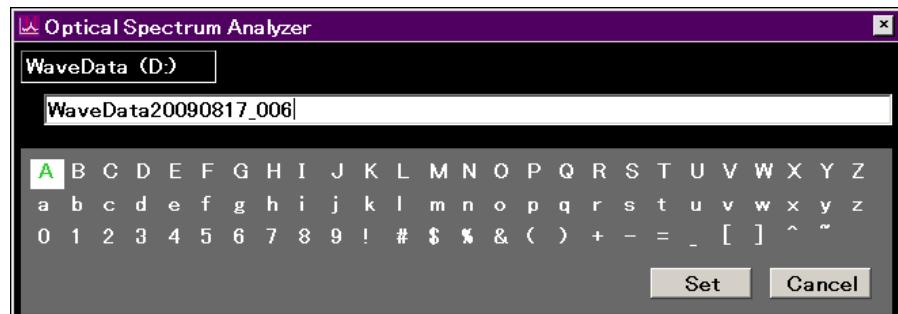 Optical Spectrum Analyzer
WaveData (D:)
WaveData20090817_006
A B C D E F G H I J K L M N O P Q R S T U V W X Y Z
a b c d e f g h i j k l m n o p q r s t u v w x y z
0 1 2 3 4 5 6 7 8 9 ! # $ % & ( ) + - = _ [ ] ^ ~
Set Cancel